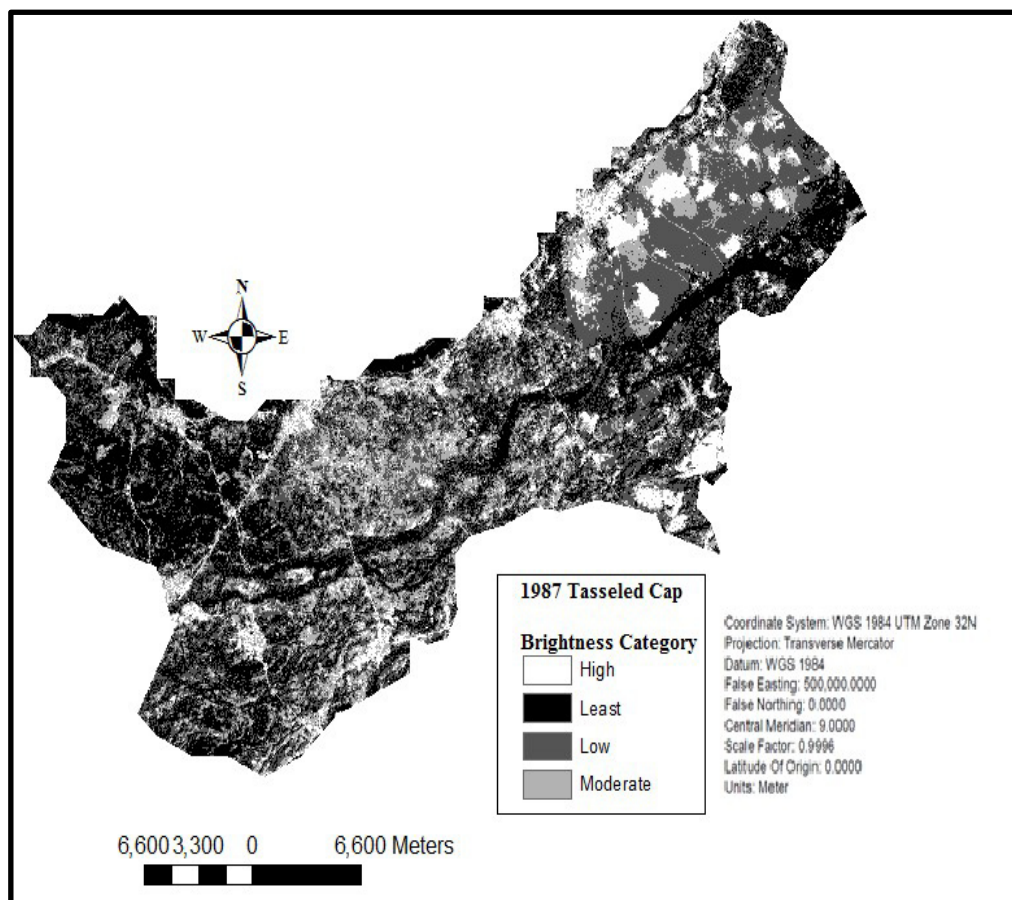 N
W E
S
1987 Tasseled Cap
Brightness Category
High
Least
Low
Moderate
Coordinate System: WGS 1984 UTM Zone 32N
Projection: Transverse Mercator
Datum: WGS 1984
False Easting: 500,000.0000
False Northing: 0.0000
Central Meridian: 9.0000
Scale Factor: 0.9996
Latitude Of Origin: 0.0000
Units: Meter
6,600 3,300 0 6,600 Meters